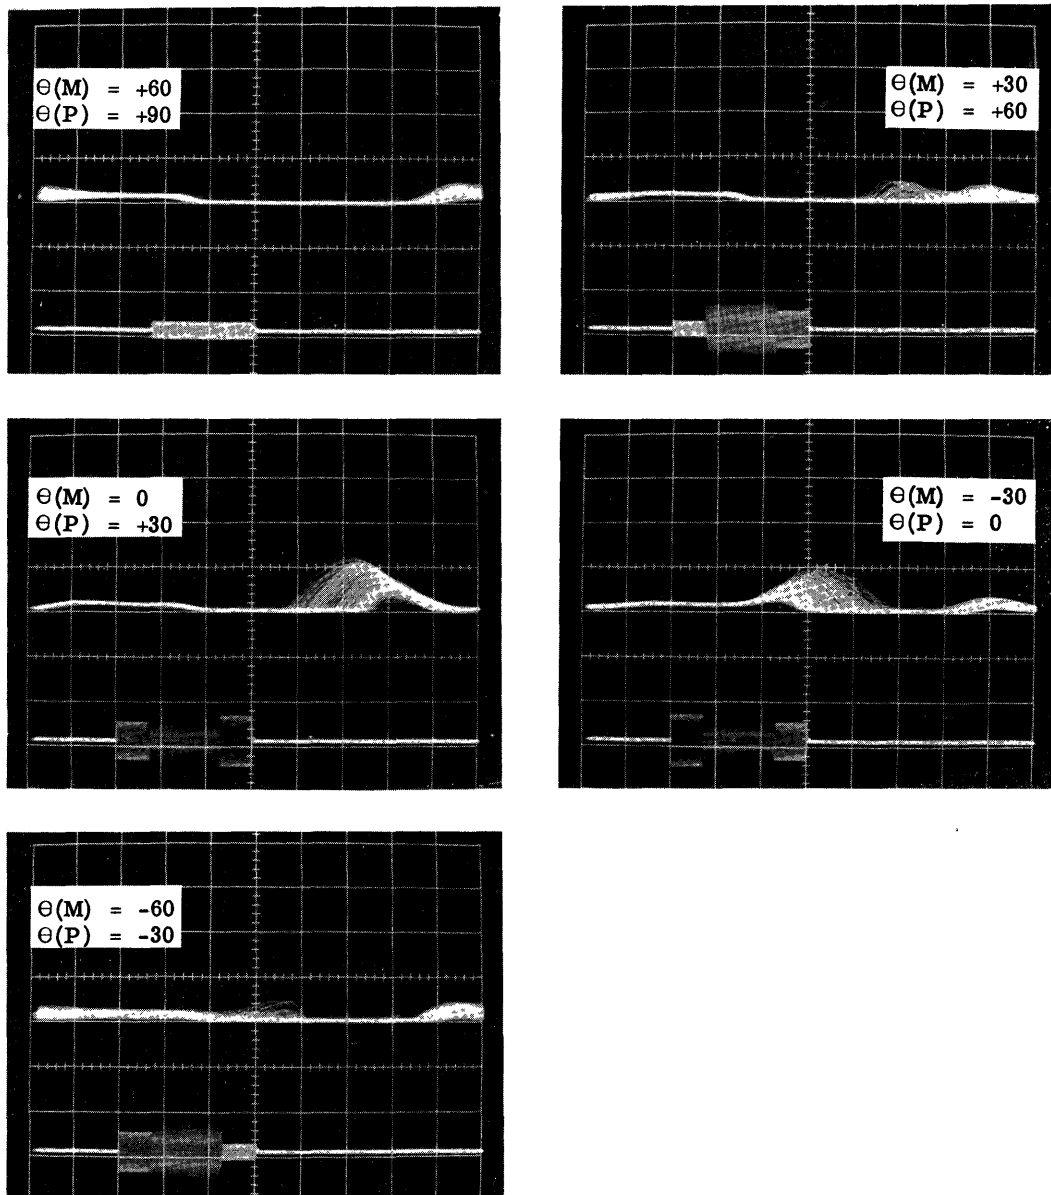 Θ(M) = +60
Θ(P) = +90
Θ(M) = +30
Θ(P) = +60
Θ(M) = 0
Θ(P) = +30
Θ(M) = -30
Θ(P) = 0
Θ(M) = -60
Θ(P) = -30